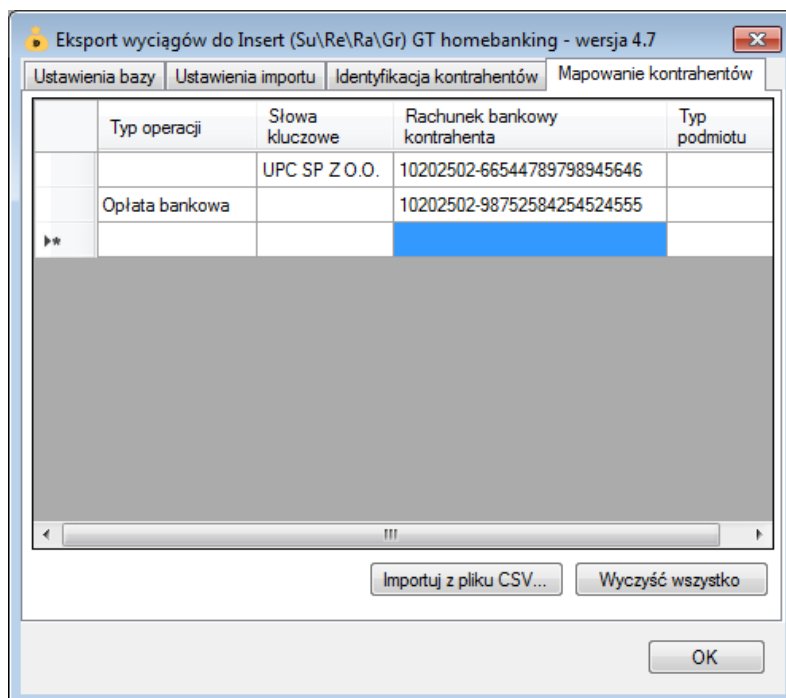 Eksport wyciągów do Insert (Su\Re\Ra\Gr) GT homebanking - wersja 4.7
Ustawienia bazy Ustawienia importu Identyfikacja kontrahentów Mapowanie kontrahentów
Typ operacji Słowa kluczowe Rachunek bankowy kontrahenta Typ podmiotu
UPC SP Z O.O. 10202502-66544789798945646
Opłata bankowa 10202502-98752584254524555
Importuj z pliku CSV... Wyczyść wszystko
OK